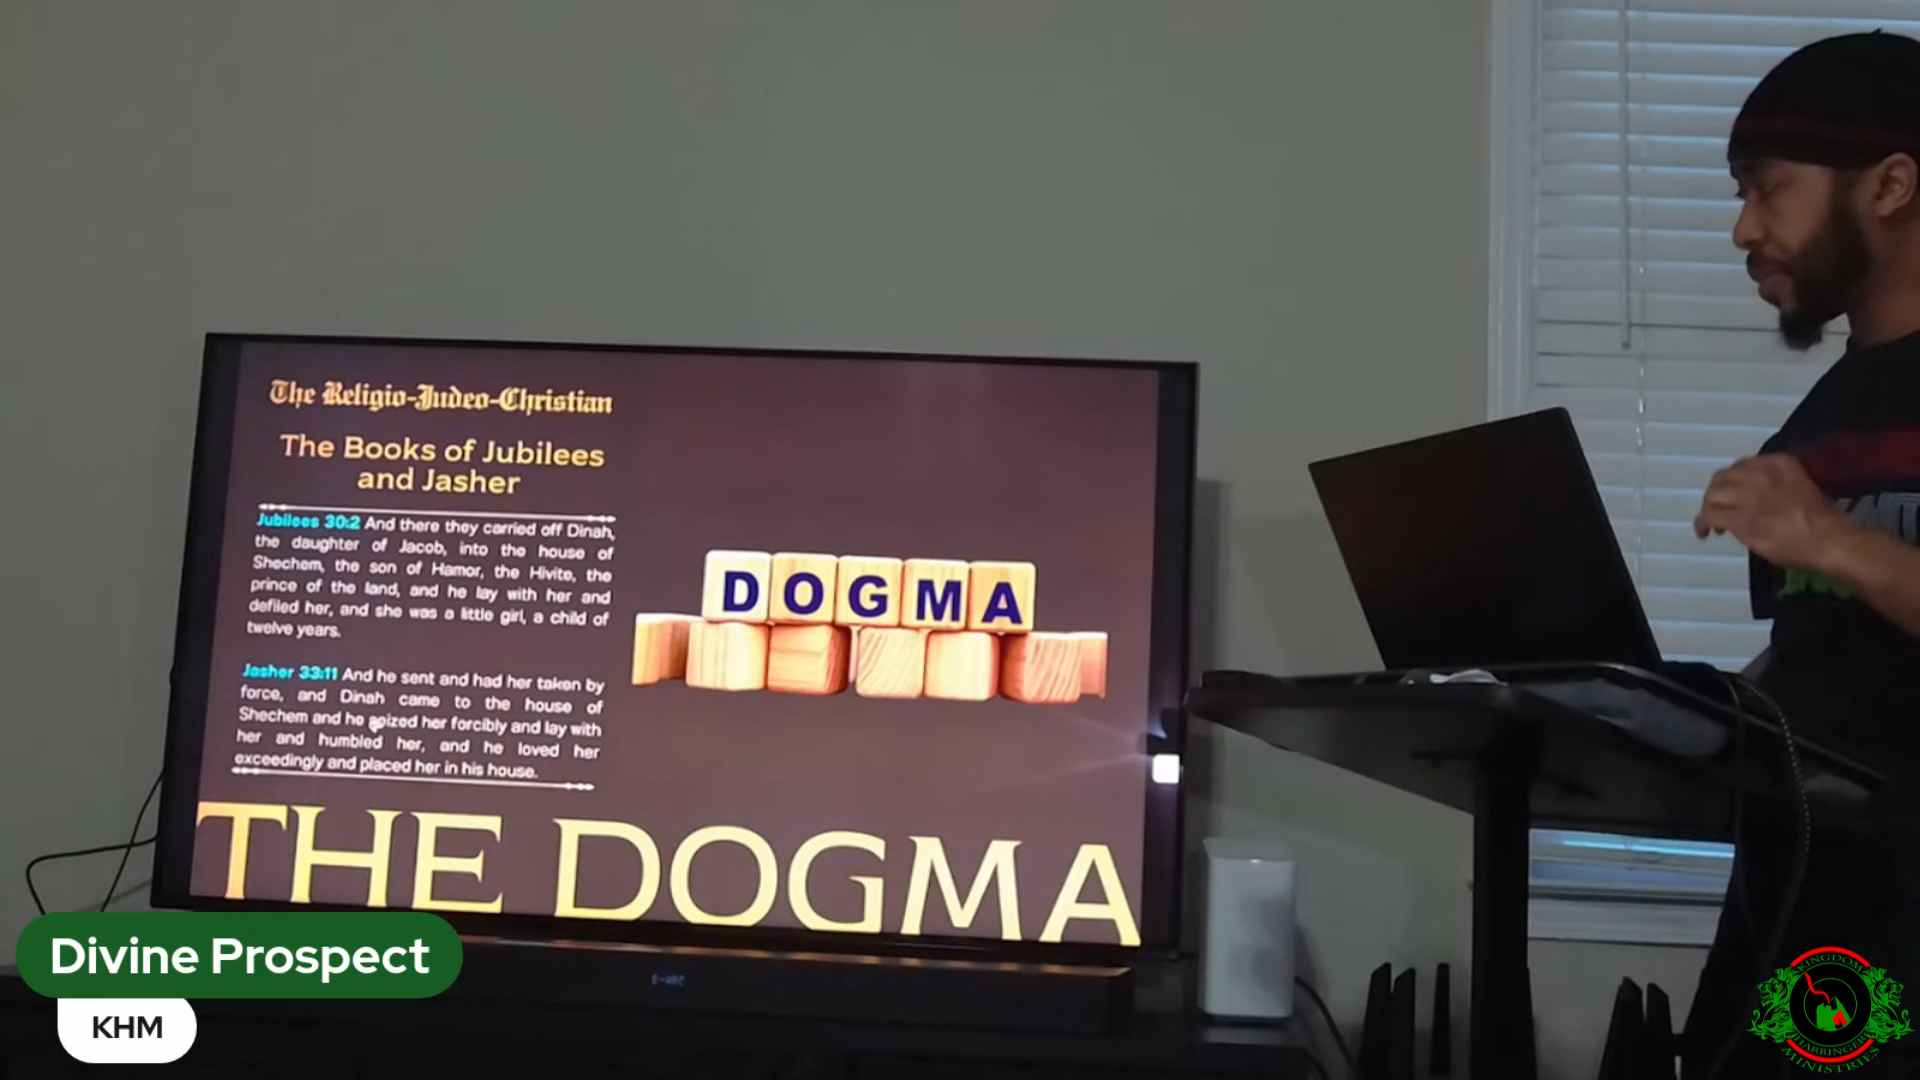 The Religio-Judeo-Christian
The Books of Jubilees
and Jasher
Jubilees 30:2 And there they carried off Dinah,
the daughter of Jacob, into the house of
Shechem, the son of Hamor, the Hivite, the
prince of the land, and he lay with her and
defiled her, and she was a little girl, a child of
twelve years.
Jasher 33:11 And he sent and had her taken by
force, and Dinah came to the house of
Shechem and he seized her forcibly and lay with
her and humbled her, and he loved her
exceedingly and placed her in his house.
DOGMA
THE DOGMA
Divine Prospect
KHM
KINGDOM
HARBINGER
MINISTRIES